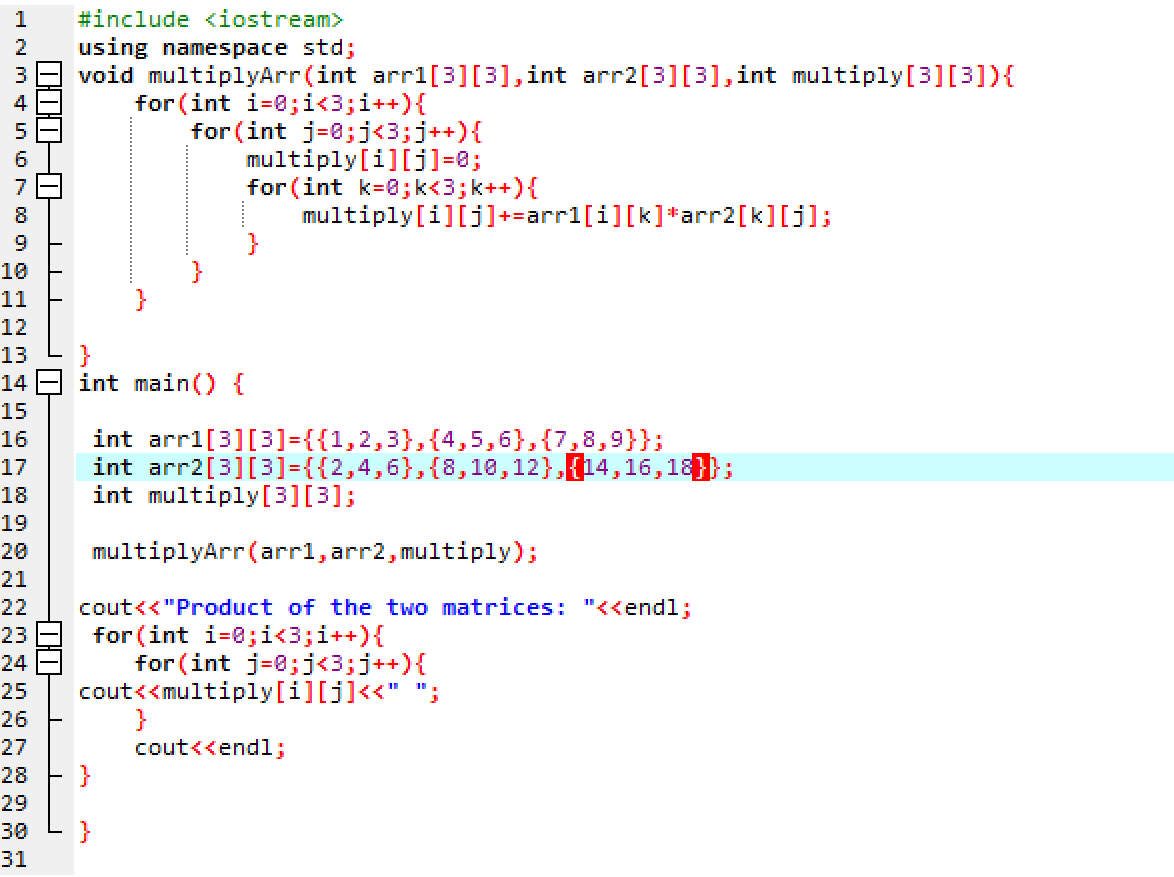 1 #include <iostream>
2 using namespace std;
3 void multiplyArr(int arr1[3][3],int arr2[3][3],int multiply[3][3]){
4     for(int i=0;i<3;i++){
5         for(int j=0;j<3;j++){
6             multiply[i][j]=0;
7             for(int k=0;k<3;k++){
8                 multiply[i][j]+=arr1[i][k]*arr2[k][j];
9             }
10         }
11     }
12
13 }
14 int main() {
15
16  int arr1[3][3]={{1,2,3},{4,5,6},{7,8,9}};
17  int arr2[3][3]={{2,4,6},{8,10,12},{14,16,18}};
18  int multiply[3][3];
19
20  multiplyArr(arr1,arr2,multiply);
21
22 cout<<"Product of the two matrices: "<<endl;
23  for(int i=0;i<3;i++){
24     for(int j=0;j<3;j++){
25 cout<<multiply[i][j]<<" ";
26     }
27     cout<<endl;
28 }
29
30 }
31